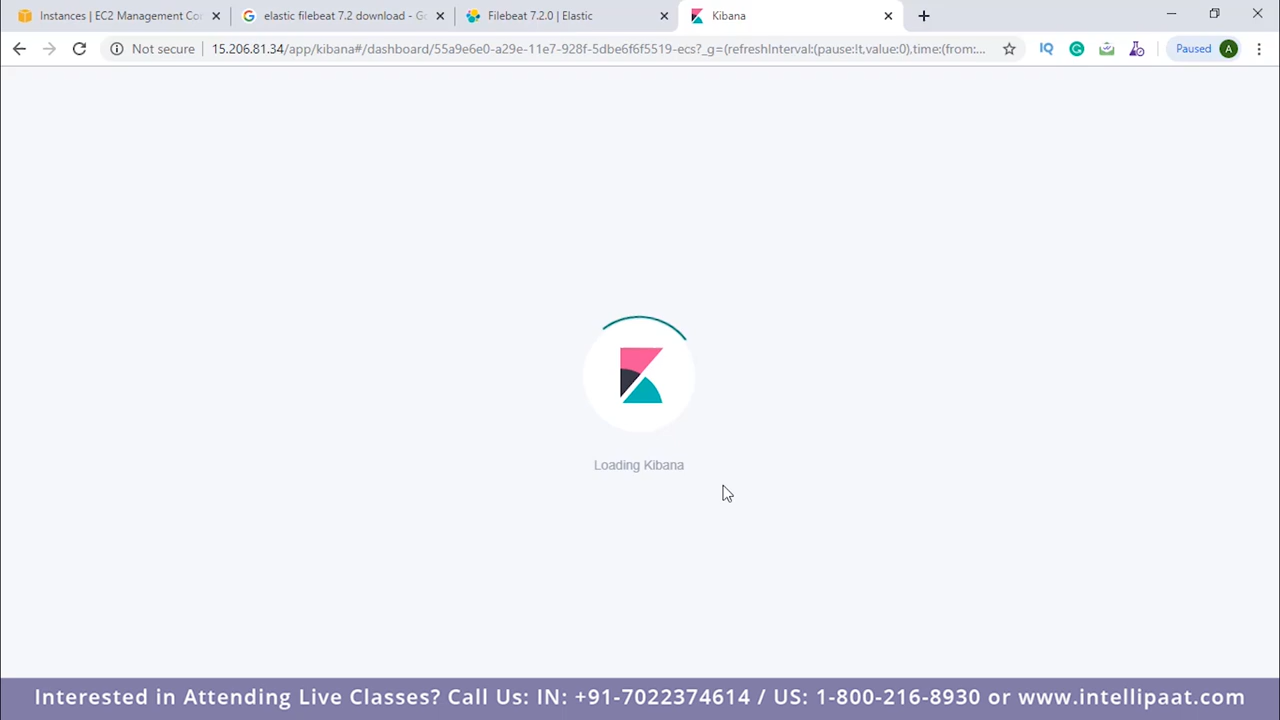 Instances | EC2 Management Co
elastic filebeat 7.2 download - G
Filebeat 7.2.0 | Elastic
Kibana
Not secure
15.206.81.34/app/kibana#/dashboard/55a9e6e0-a29e-11e7-928f-5dbe6f6f5519-ecs?_g=(refreshInterval:(pause:!t,value:0),time:(from:...
IQ
Paused
A
Loading Kibana
Interested in Attending Live Classes? Call Us: IN: +91-7022374614 / US: 1-800-216-8930 or www.intellipaat.com